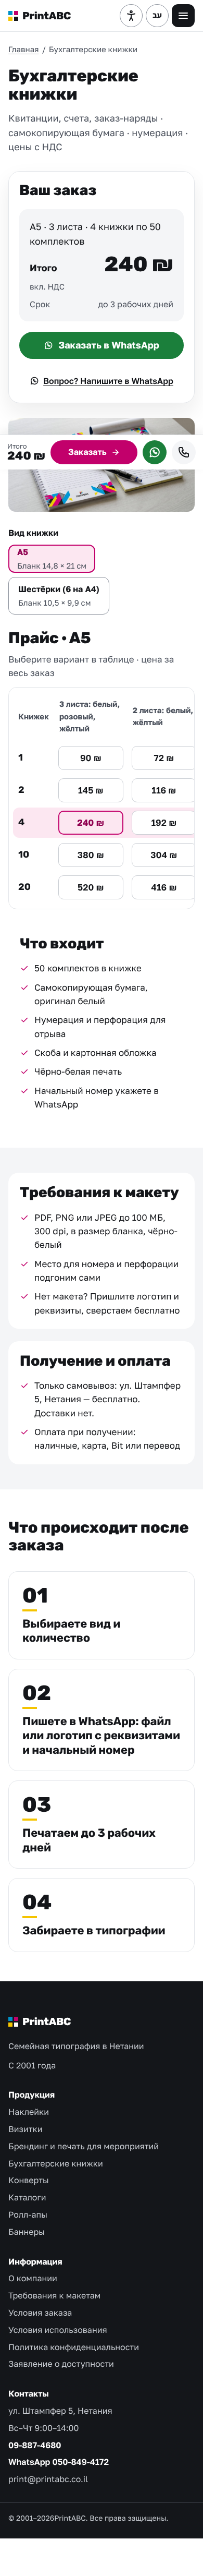 PrintABC
עב
Главная / Бухгалтерские книжки
Бухгалтерские
книжки
Квитанции, счета, заказ-наряды ·
самокопирующая бумага · нумерация ·
цены с НДС
Ваш заказ
A5 · 3 листа · 4 книжки по 50
комплектов
Итого 240 ₪
вкл. НДС
Срок до 3 рабочих дней
Заказать в WhatsApp
Вопрос? Напишите в WhatsApp
Итого
240 ₪
Заказать →
Вид книжки
A5
Бланк 14,8 × 21 см
Шестёрки (6 на A4)
Бланк 10,5 × 9,9 см
Прайс · A5
Выберите вариант в таблице · цена за
весь заказ
Книжек
3 листа: белый,
розовый,
жёлтый
2 листа: белый,
жёлтый
1 90 ₪ 72 ₪
2 145 ₪ 116 ₪
4 240 ₪ 192 ₪
10 380 ₪ 304 ₪
20 520 ₪ 416 ₪
Что входит
50 комплектов в книжке
Самокопирующая бумага,
оригинал белый
Нумерация и перфорация для
отрыва
Скоба и картонная обложка
Чёрно-белая печать
Начальный номер укажете в
WhatsApp
Требования к макету
PDF, PNG или JPEG до 100 МБ,
300 dpi, в размер бланка, чёрно-
белый
Место для номера и перфорации
подгоним сами
Нет макета? Пришлите логотип и
реквизиты, сверстаем бесплатно
Получение и оплата
Только самовывоз: ул. Штампфер
5, Нетания — бесплатно.
Доставки нет.
Оплата при получении:
наличные, карта, Bit или перевод
Что происходит после
заказа
01
Выбираете вид и
количество
02
Пишете в WhatsApp: файл
или логотип с реквизитами
и начальный номер
03
Печатаем до 3 рабочих
дней
04
Забираете в типографии
PrintABC
Семейная типография в Нетании
С 2001 года
Продукция
Наклейки
Визитки
Брендинг и печать для мероприятий
Бухгалтерские книжки
Конверты
Каталоги
Ролл-апы
Баннеры
Информация
О компании
Требования к макетам
Условия заказа
Условия использования
Политика конфиденциальности
Заявление о доступности
Контакты
ул. Штампфер 5, Нетания
Вс–Чт 9:00–14:00
09-887-4680
WhatsApp 050-849-4172
print@printabc.co.il
© 2001–2026PrintABC. Все права защищены.